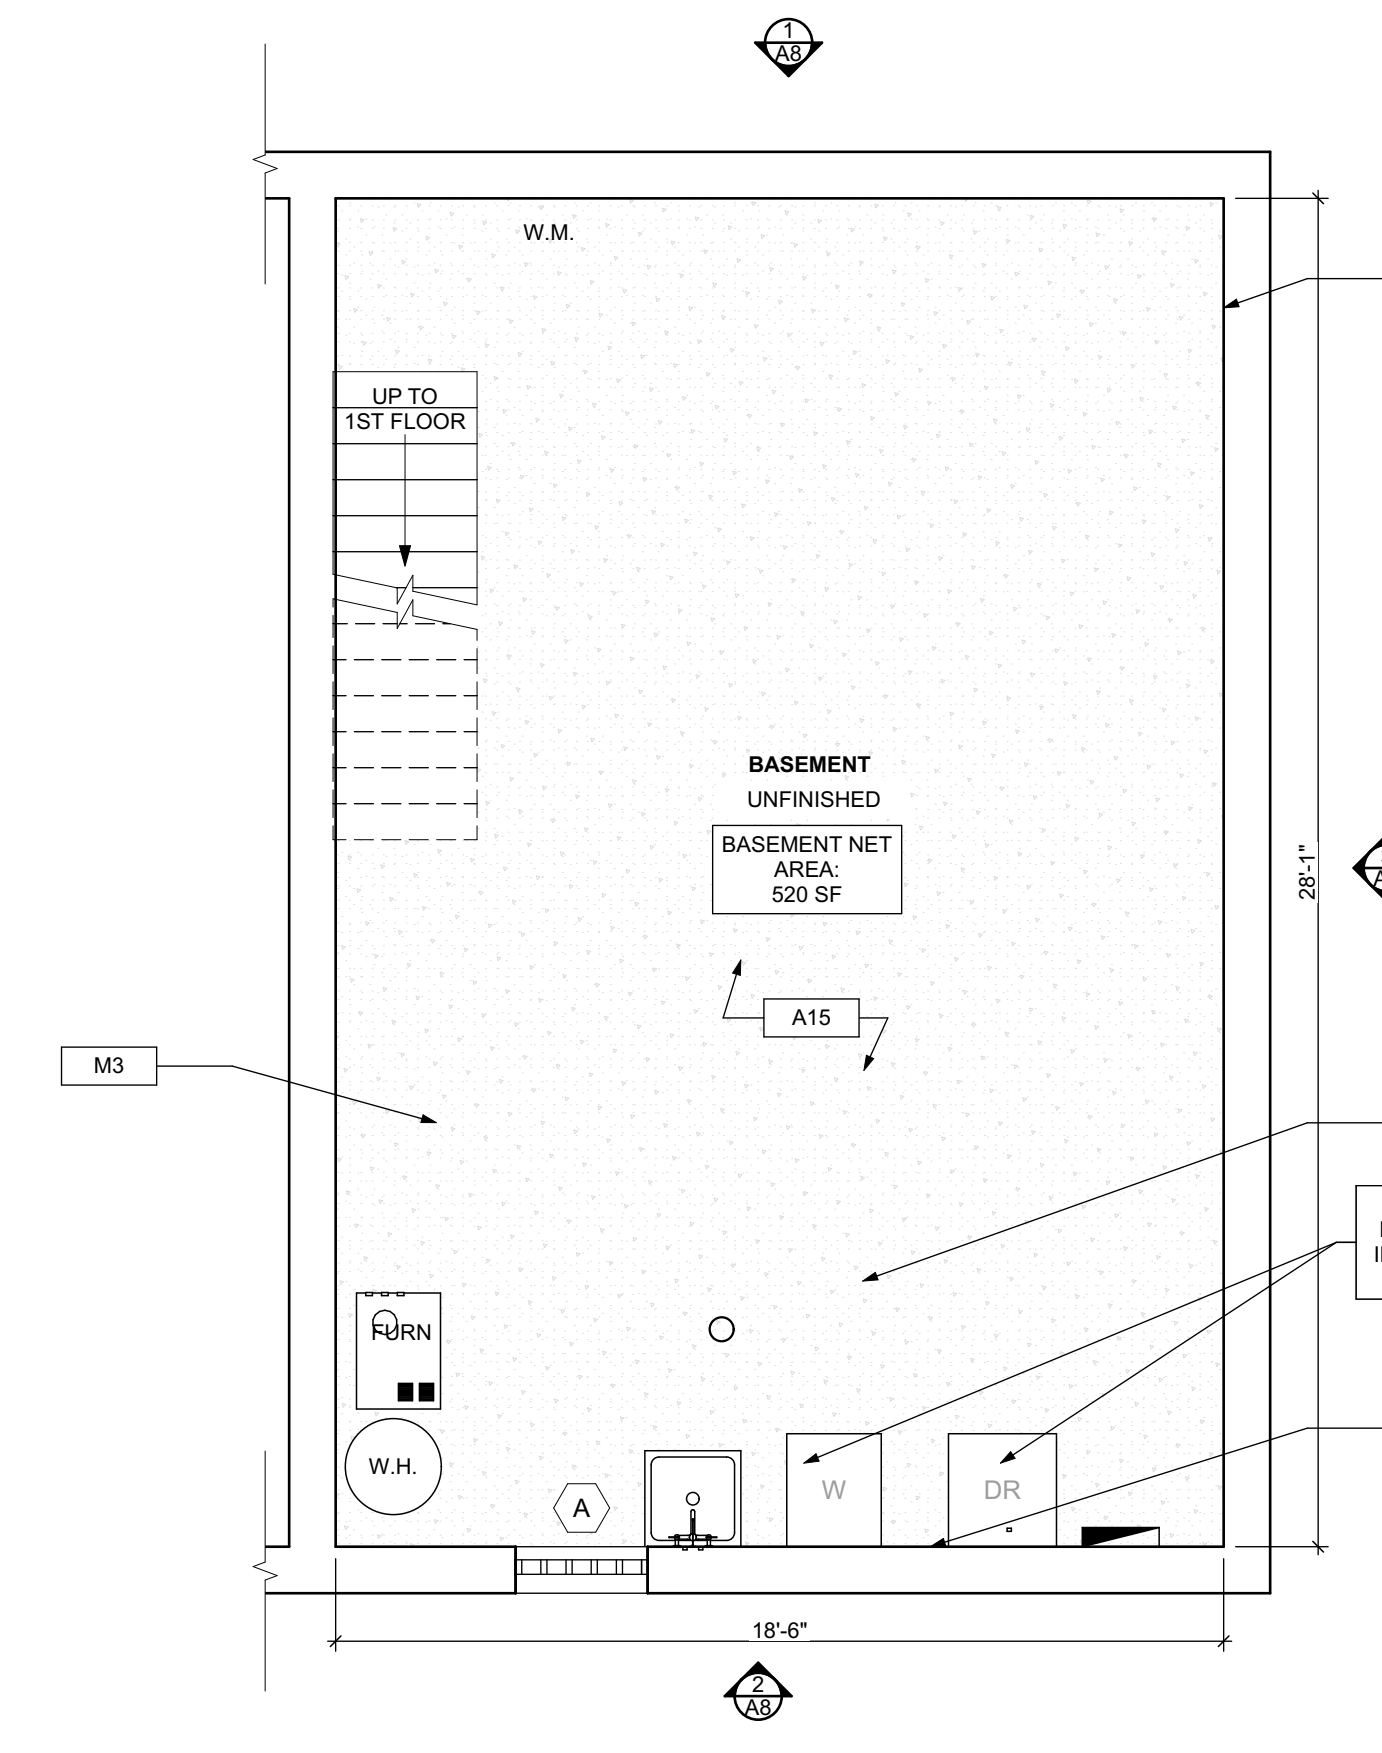 1
A8
W.M.
UP TO
1ST FLOOR
BASEMENT
UNFINISHED
BASEMENT NET
AREA:
520 SF
28'-1"
A15
M3
FURN
W.H.
A
W
DR
18'-6"
2
A8